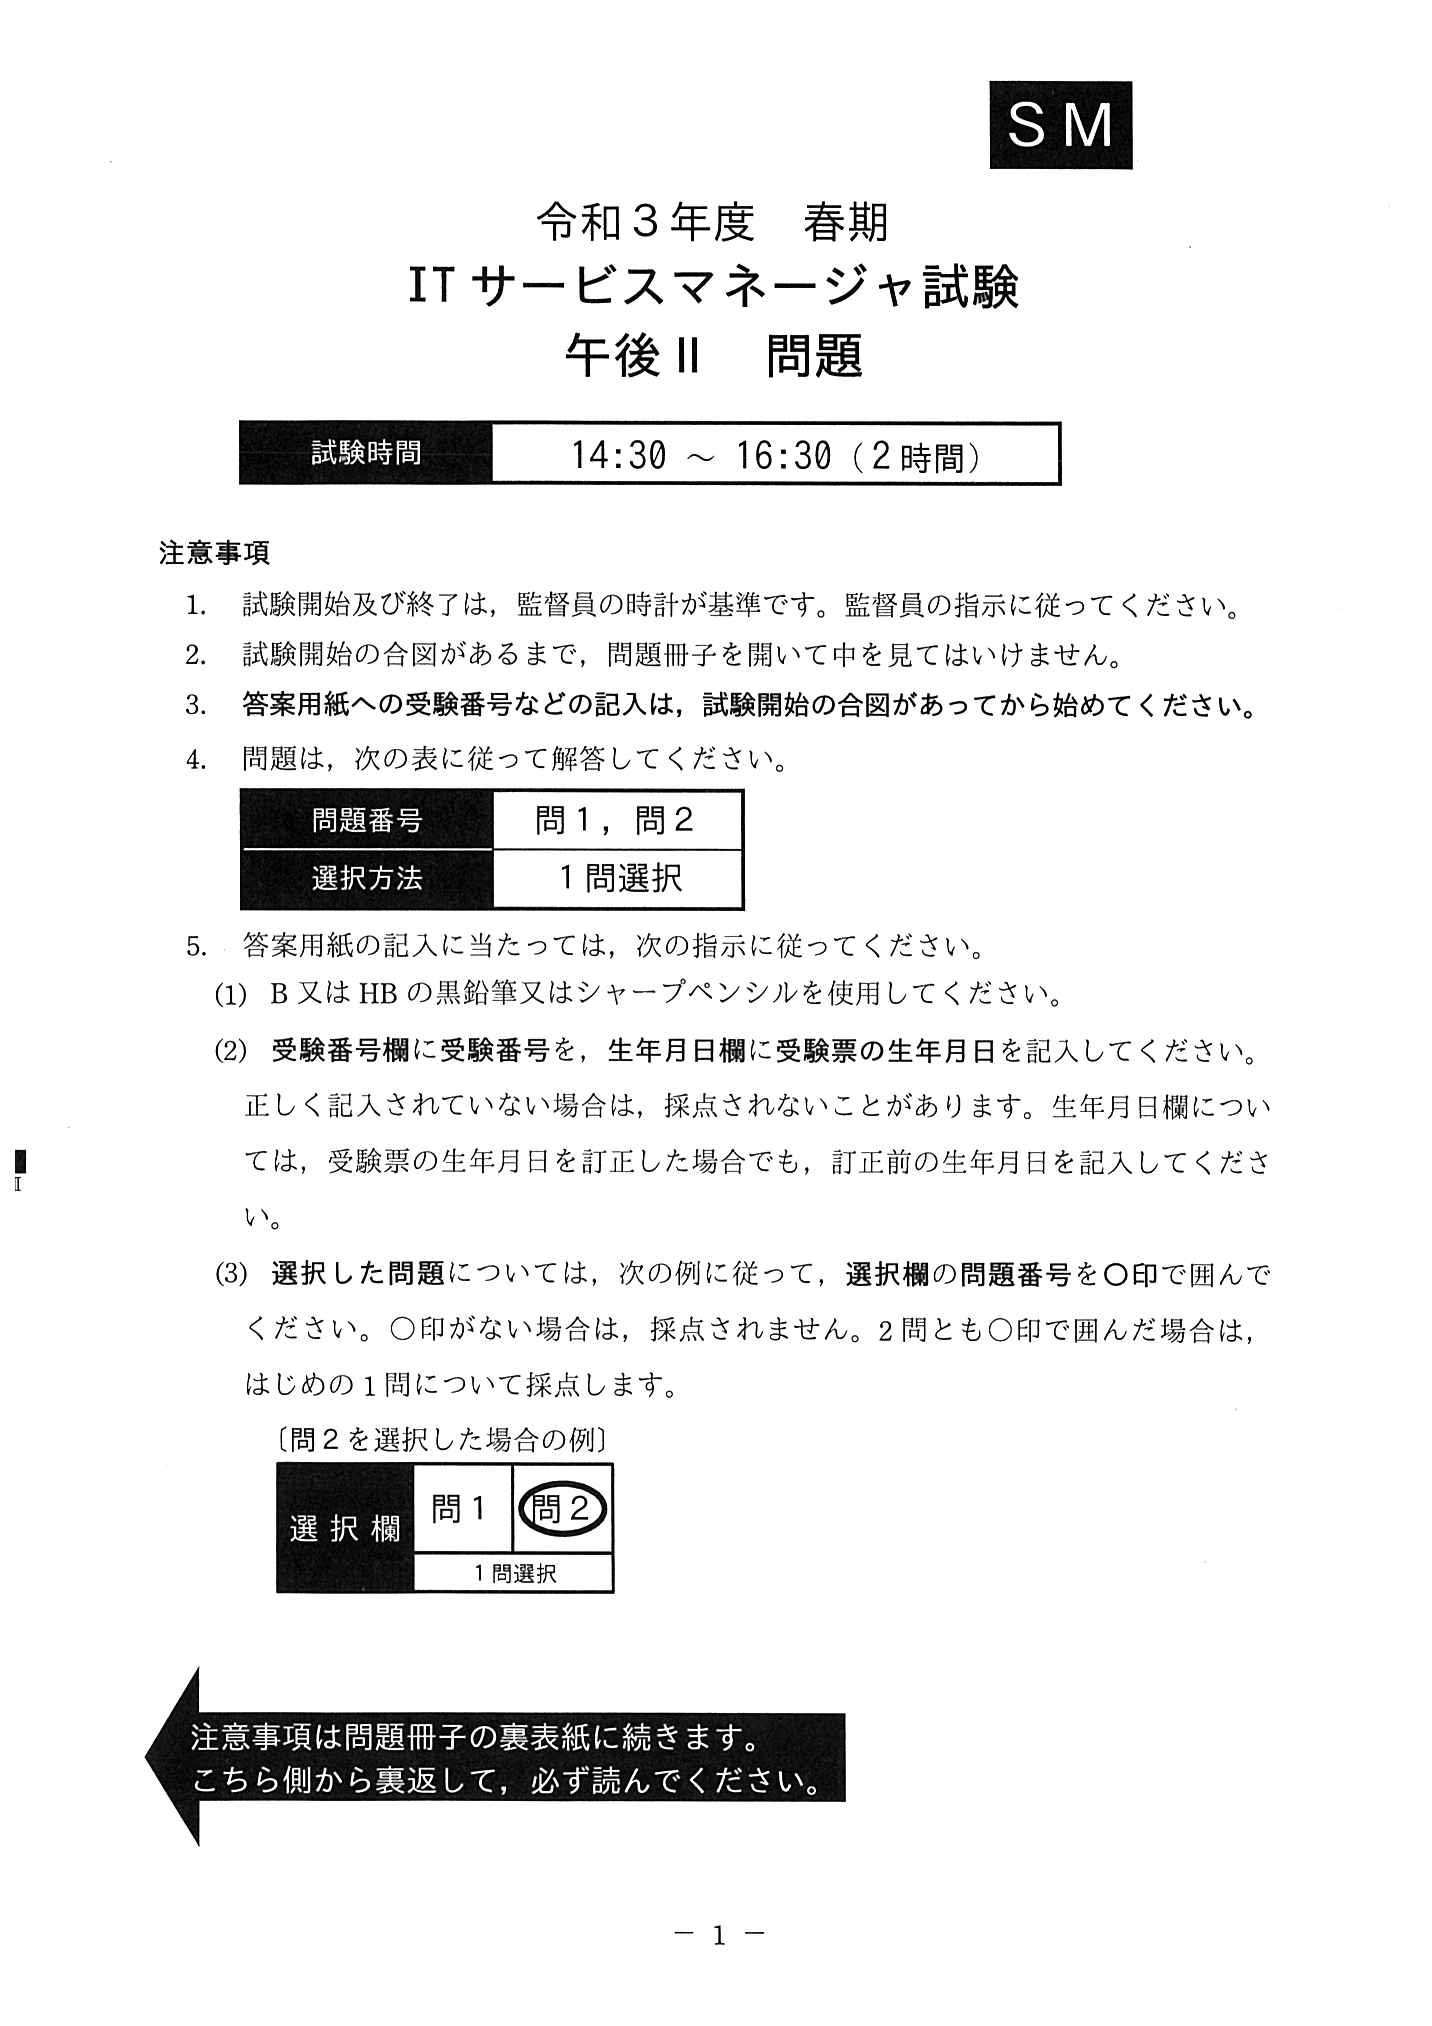 SM
令和3年度　春期
ITサービスマネージャ試験
午後Ⅱ　問題
試験時間　14:30 ～ 16:30（2時間）
注意事項
1.　試験開始及び終了は，監督員の時計が基準です。監督員の指示に従ってください。
2.　試験開始の合図があるまで，問題冊子を開いて中を見てはいけません。
3.　答案用紙への受験番号などの記入は，試験開始の合図があってから始めてください。
4.　問題は，次の表に従って解答してください。
問題番号　問1，問2
選択方法　1問選択
5.　答案用紙の記入に当たっては，次の指示に従ってください。
(1)　B又はHBの黒鉛筆又はシャープペンシルを使用してください。
(2)　受験番号欄に受験番号を，生年月日欄に受験票の生年月日を記入してください。
正しく記入されていない場合は，採点されないことがあります。生年月日欄につい
ては，受験票の生年月日を訂正した場合でも，訂正前の生年月日を記入してくださ
い。
(3)　選択した問題については，次の例に従って，選択欄の問題番号を〇印で囲んで
ください。〇印がない場合は，採点されません。2問とも〇印で囲んだ場合は，
はじめの1問について採点します。
〔問2を選択した場合の例〕
選択欄　問1　問2
1問選択
注意事項は問題冊子の裏表紙に続きます。
こちら側から裏返して，必ず読んでください。
－ 1 －